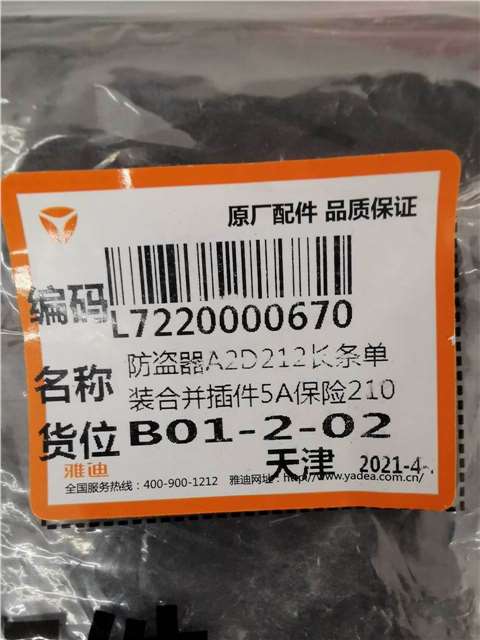 原厂配件 品质保证
编码 L7220000670
名称 防盗器A2D212长条单
装合并插件5A保险210
货位 B01-2-02
雅迪 天津 2021-4-
全国服务热线：400-900-1212 雅迪网址：http://www.yadea.com.cn/
件